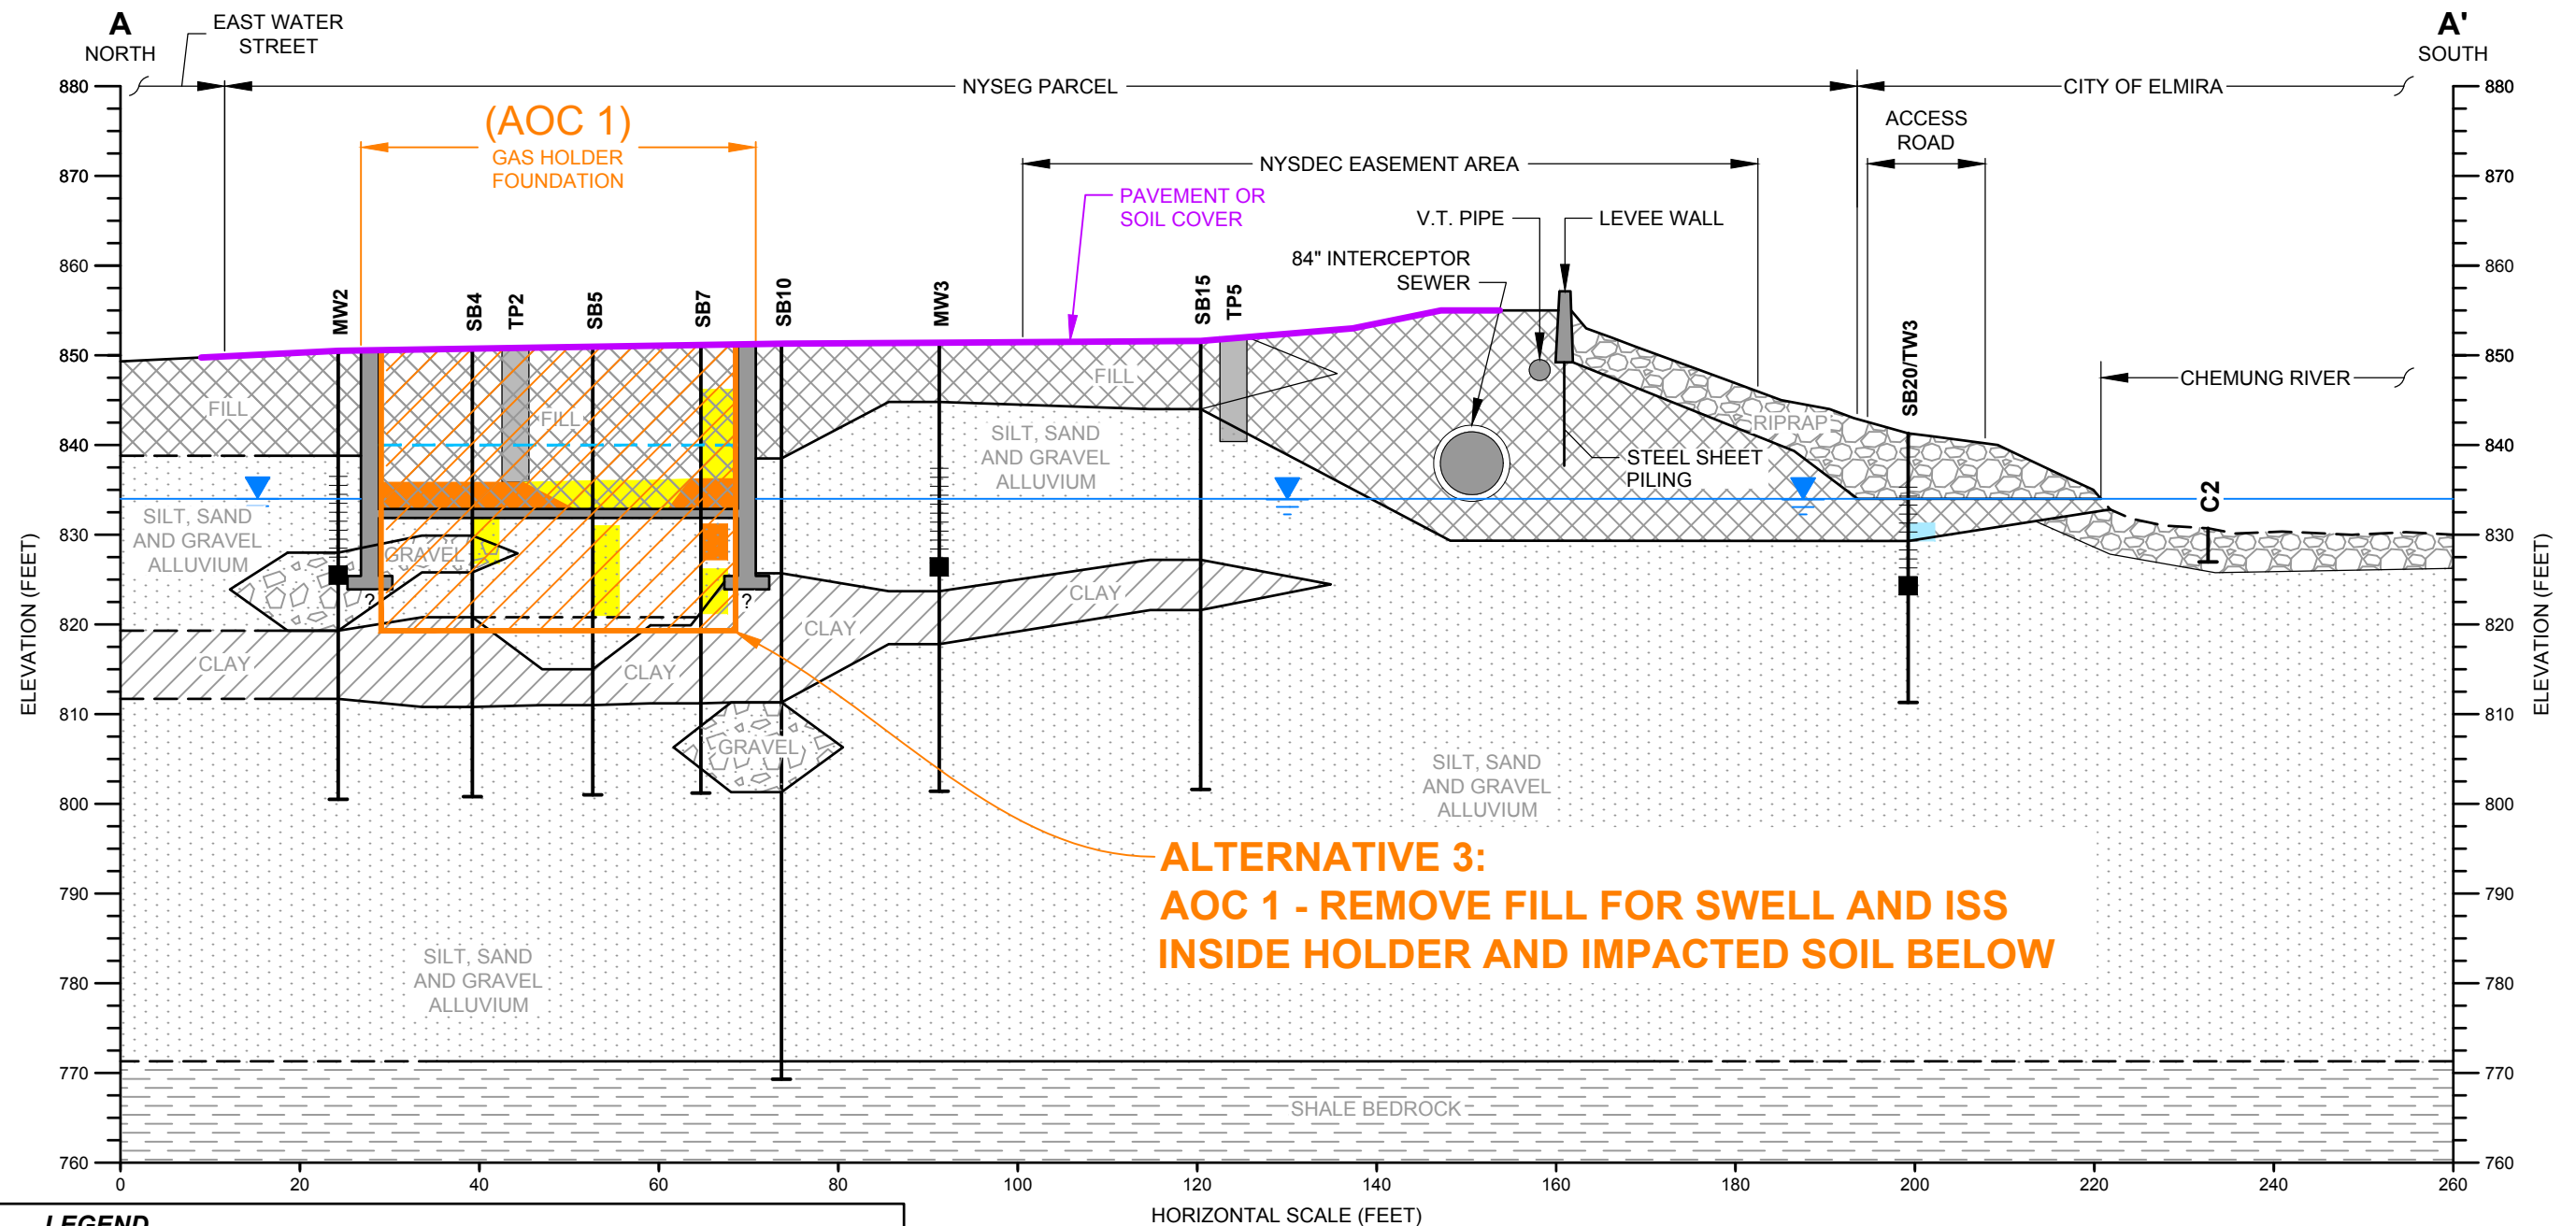 A
NORTH
EAST WATER
STREET
A'
SOUTH
NYSEG PARCEL
CITY OF ELMIRA
(AOC 1)
GAS HOLDER
FOUNDATION
ACCESS
ROAD
NYSDEC EASEMENT AREA
PAVEMENT OR
SOIL COVER
V.T. PIPE
LEVEE WALL
84" INTERCEPTOR
SEWER
CHEMUNG RIVER
MW2
SB4
TP2
SB5
SB7
SB10
MW3
SB15
TP5
SB20/TW3
C2
FILL
FILL
FILL
RIPRAP
STEEL SHEET
PILING
SILT, SAND
AND GRAVEL
ALLUVIUM
SILT, SAND
AND GRAVEL
ALLUVIUM
GRAVEL
?
?
CLAY
CLAY
CLAY
CLAY
GRAVEL
SILT, SAND
AND GRAVEL
ALLUVIUM
ALTERNATIVE 3:
AOC 1 - REMOVE FILL FOR SWELL AND ISS
INSIDE HOLDER AND IMPACTED SOIL BELOW
SILT, SAND
AND GRAVEL
ALLUVIUM
SHALE BEDROCK
ELEVATION (FEET)
880
870
860
850
840
830
820
810
800
790
780
770
760
ELEVATION (FEET)
880
870
860
850
840
830
820
810
800
790
780
770
760
0 20 40 60 80 100 120 140 160 180 200 220 240 260
HORIZONTAL SCALE (FEET)
LEGEND